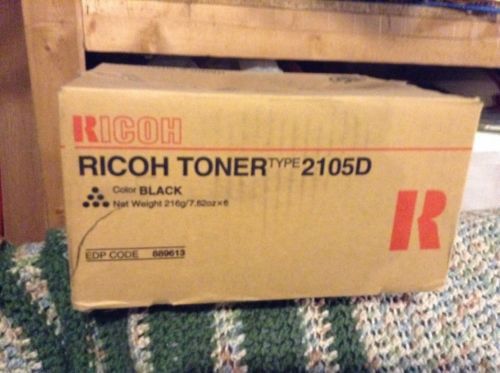 RICOH
RICOH TONER TYPE 2105D
Color BLACK
Net Weight 216g/7.62oz×6
EDP CODE 889613
R